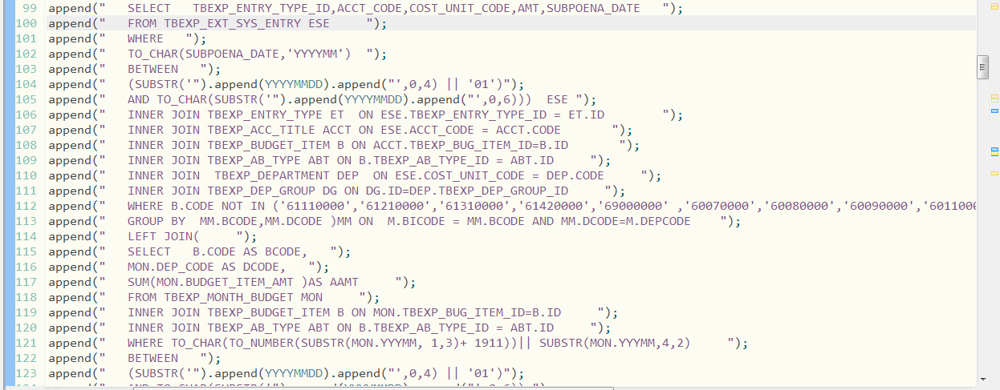 99 append("   SELECT   TBEXP_ENTRY_TYPE_ID,ACCT_CODE,COST_UNIT_CODE,AMT,SUBPOENA_DATE   ");
100 append("   FROM TBEXP_EXT_SYS_ENTRY ESE     ");
101 append("   WHERE   ");
102 append("   TO_CHAR(SUBPOENA_DATE,'YYYYMM')  ");
103 append("   BETWEEN   ");
104 append("   (SUBSTR('").append(YYYYMMDD).append("',0,4) || '01')");
105 append("   AND TO_CHAR(SUBSTR('").append(YYYYMMDD).append("',0,6)))  ESE ");
106 append("   INNER JOIN TBEXP_ENTRY_TYPE ET  ON ESE.TBEXP_ENTRY_TYPE_ID = ET.ID        ");
107 append("   INNER JOIN TBEXP_ACC_TITLE ACCT ON ESE.ACCT_CODE = ACCT.CODE       ");
108 append("   INNER JOIN TBEXP_BUDGET_ITEM B ON ACCT.TBEXP_BUG_ITEM_ID=B.ID       ");
109 append("   INNER JOIN TBEXP_AB_TYPE ABT ON B.TBEXP_AB_TYPE_ID = ABT.ID     ");
110 append("   INNER JOIN  TBEXP_DEPARTMENT DEP  ON ESE.COST_UNIT_CODE = DEP.CODE     ");
111 append("   INNER JOIN TBEXP_DEP_GROUP DG ON DG.ID=DEP.TBEXP_DEP_GROUP_ID     ");
112 append("   WHERE B.CODE NOT IN ('61110000','61210000','61310000','61420000','69000000' ,'60070000','60080000','60090000','601100
113 append("   GROUP BY  MM.BCODE,MM.DCODE )MM ON  M.BICODE = MM.BCODE AND MM.DCODE=M.DEPCODE    ");
114 append("   LEFT JOIN(     ");
115 append("   SELECT   B.CODE AS BCODE,   ");
116 append("   MON.DEP_CODE AS DCODE,   ");
117 append("   SUM(MON.BUDGET_ITEM_AMT )AS AAMT     ");
118 append("   FROM TBEXP_MONTH_BUDGET MON     ");
119 append("   INNER JOIN TBEXP_BUDGET_ITEM B ON MON.TBEXP_BUG_ITEM_ID=B.ID     ");
120 append("   INNER JOIN TBEXP_AB_TYPE ABT ON B.TBEXP_AB_TYPE_ID = ABT.ID     ");
121 append("   WHERE TO_CHAR(TO_NUMBER(SUBSTR(MON.YYYMM, 1,3)+ 1911))|| SUBSTR(MON.YYYMM,4,2)     ");
122 append("   BETWEEN   ");
123 append("   (SUBSTR('").append(YYYYMMDD).append("',0,4) || '01')");